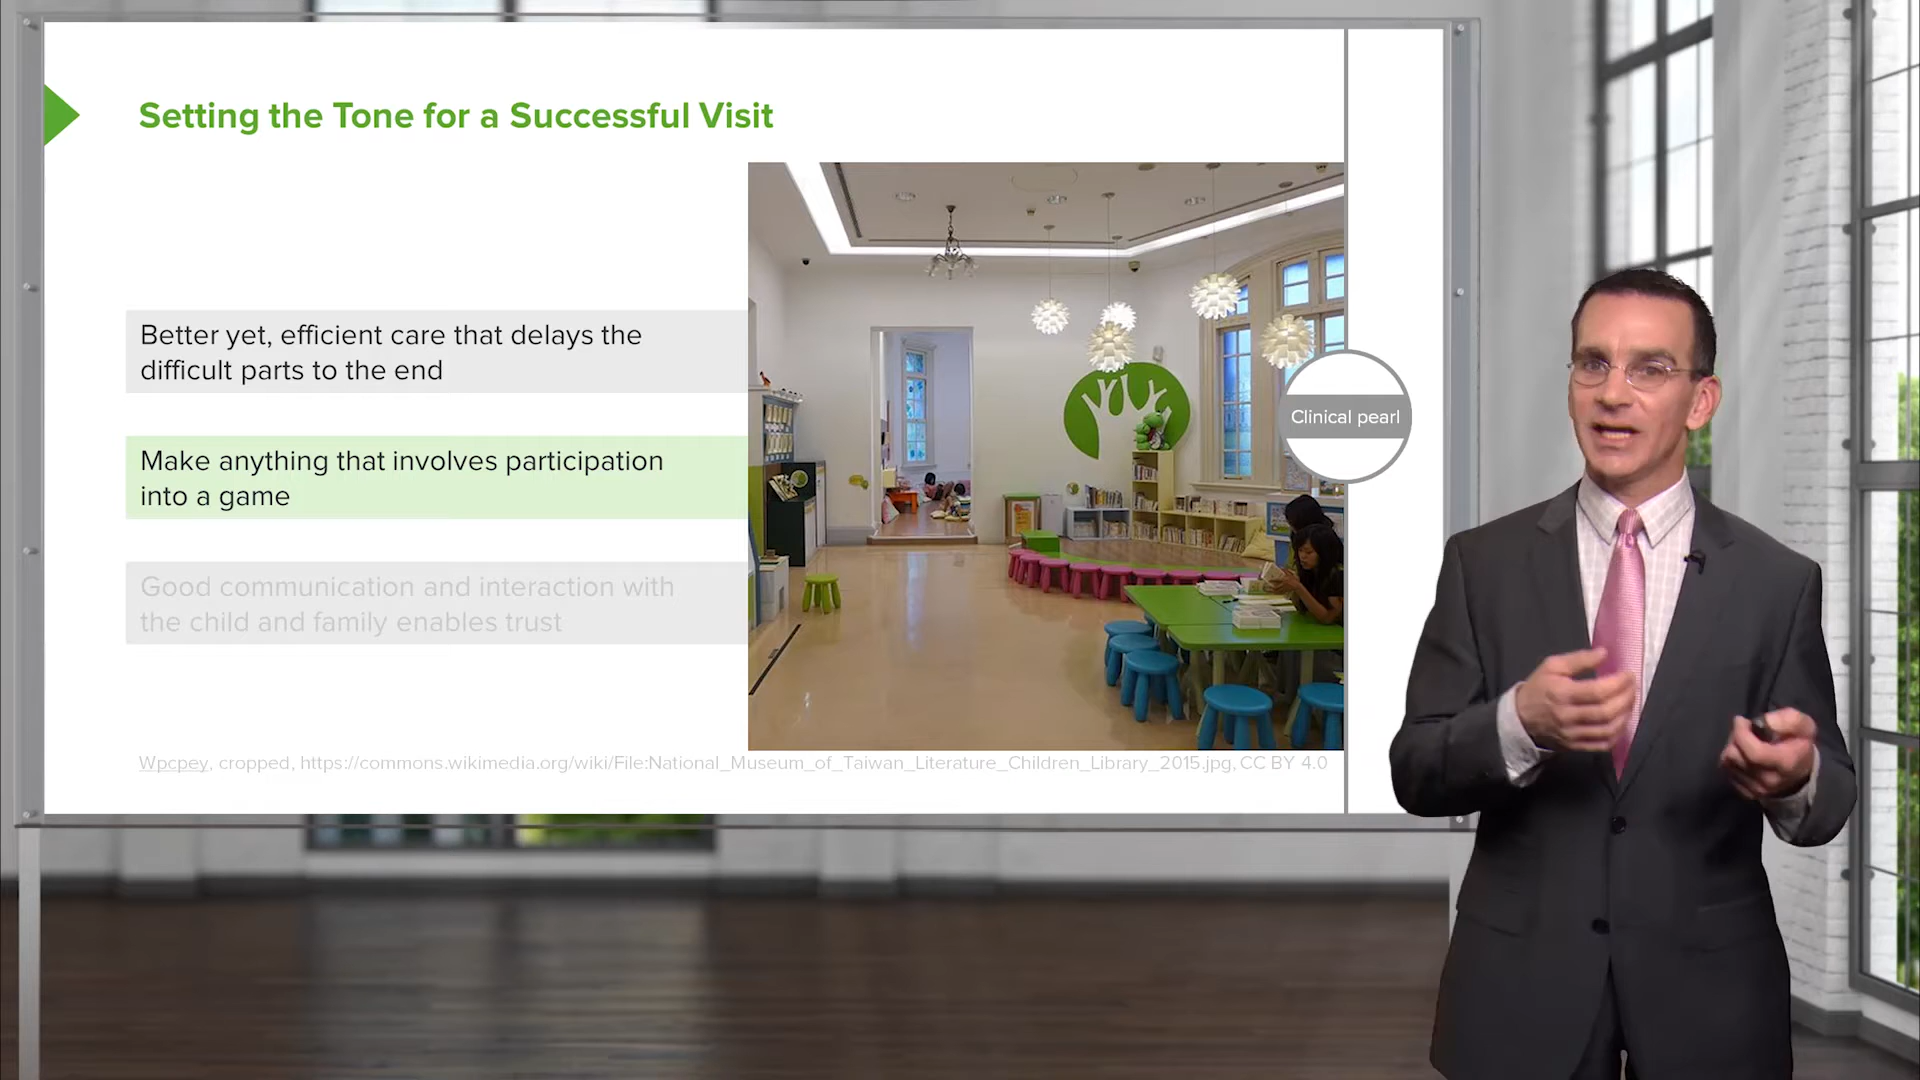 Setting the Tone for a Successful Visit
Better yet, efficient care that delays the
difficult parts to the end
Make anything that involves participation
into a game
Good communication and interaction with
the child and family enables trust
Clinical pearl
Wpcpey, cropped, https://commons.wikimedia.org/wiki/File:National_Museum_of_Taiwan_Literature_Children_Library_2015.jpg, CC BY 4.0